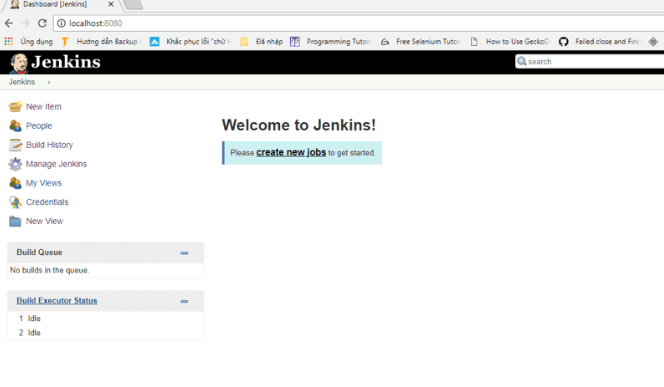 Dashboard [Jenkins]
localhost:8080
Ứng dụng Hướng dẫn Backup Khắc phục lỗi "chữ Đã nhập Programming Tutor Free Selenium Tutor How to Use Gecko Failed close and Fire
Jenkins search
Jenkins
New Item
People
Build History
Manage Jenkins
My Views
Credentials
New View
Welcome to Jenkins!
Please create new jobs to get started.
Build Queue
No builds in the queue.
Build Executor Status
1 Idle
2 Idle